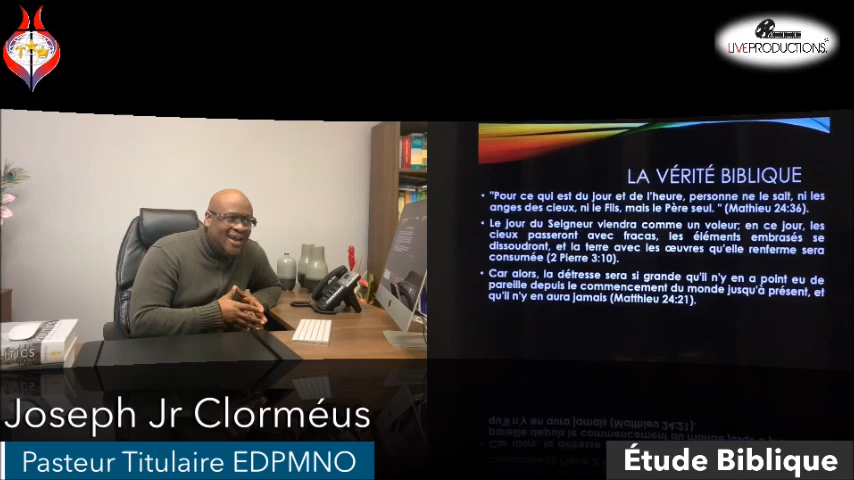 LIVEPRODUCTIONS
LA VÉRITÉ BIBLIQUE
• "Pour ce qui est du jour et de l'heure, personne ne le sait, ni les
anges des cieux, ni le Fils, mais le Père seul. " (Mathieu 24:36).
• Le jour du Seigneur viendra comme un voleur; en ce jour, les
cieux passeront avec fracas, les éléments embrasés se
dissoudront, et la terre avec les œuvres qu'elle renferme sera
consumée (2 Pierre 3:10).
• Car alors, la détresse sera si grande qu'il n'y en a point eu de
pareille depuis le commencement du monde jusqu'à présent, et
qu'il n'y en aura jamais (Matthieu 24:21).
Joseph Jr Clorméus
Pasteur Titulaire EDPMNO
Étude Biblique